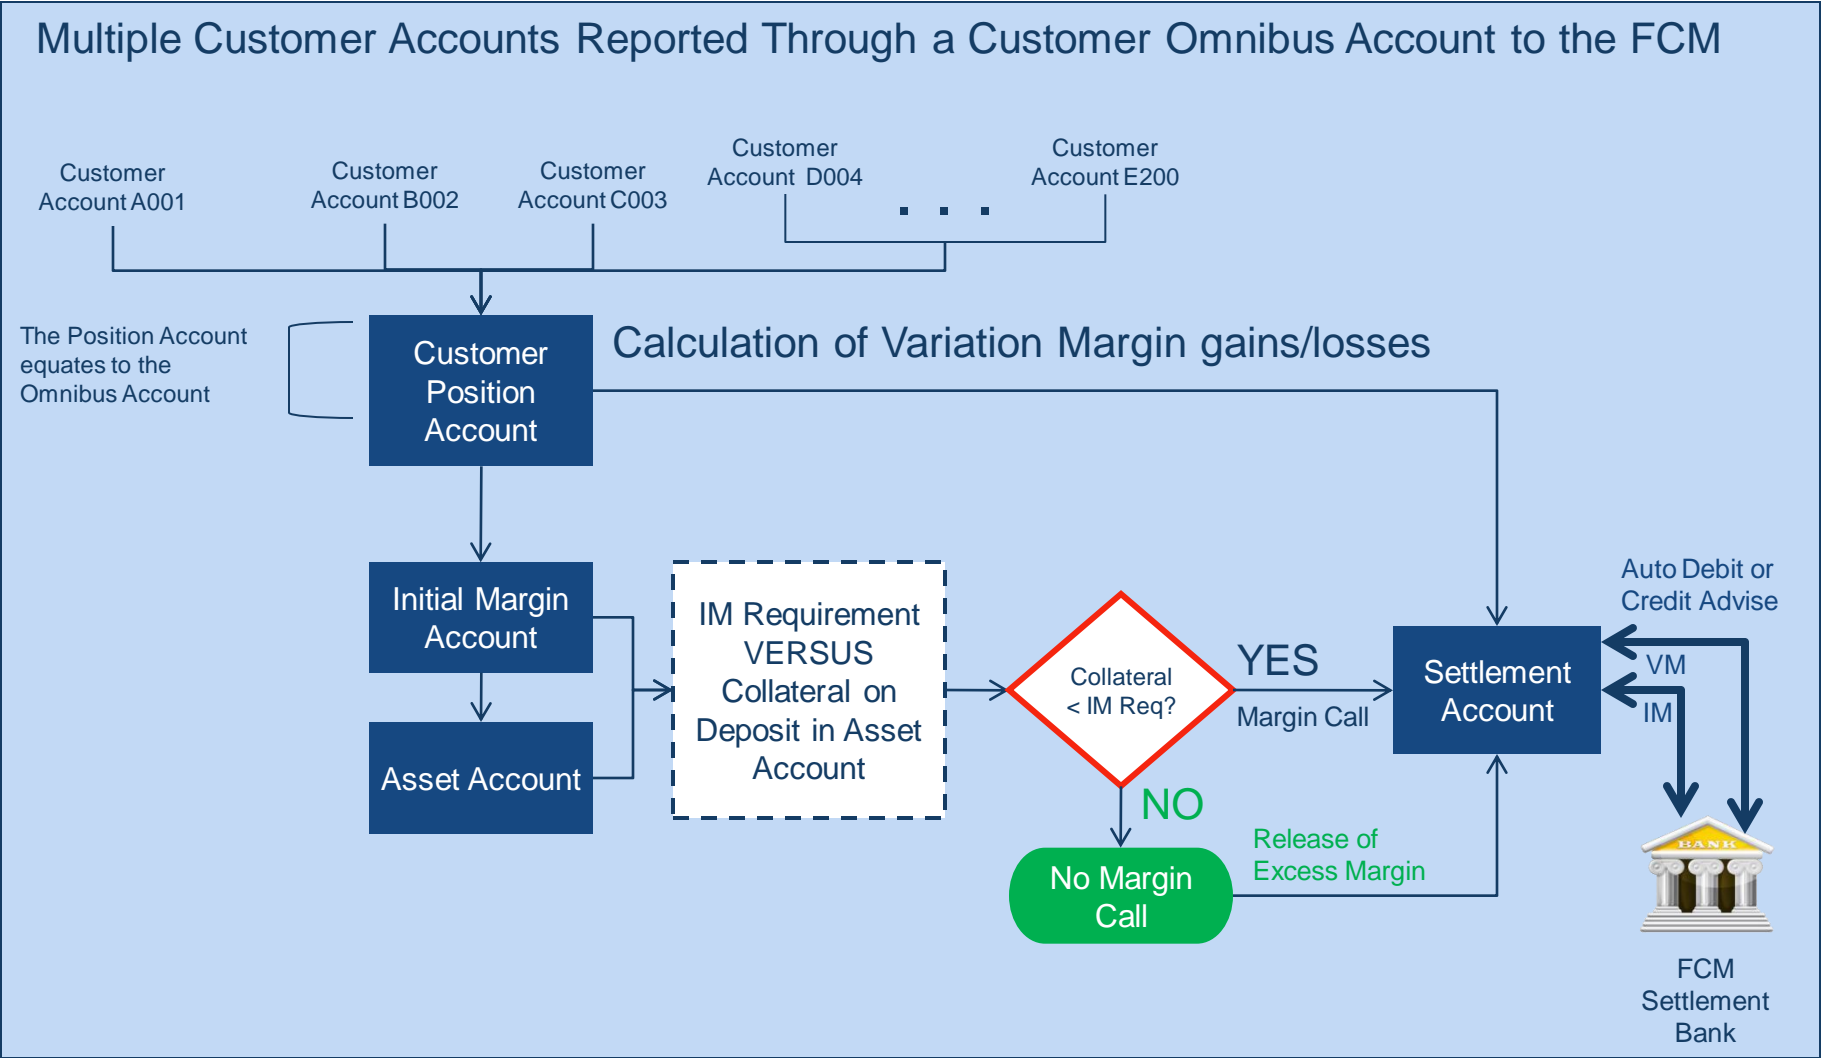 Multiple Customer Accounts Reported Through a Customer Omnibus Account to the FCM
Customer
Account A001
Customer
Account B002
Customer
Account C003
Customer
Account D004
. . .
Customer
Account E200
The Position Account
equates to the
Omnibus Account
Customer
Position
Account
Calculation of Variation Margin gains/losses
Initial Margin
Account
Asset Account
IM Requirement
VERSUS
Collateral on
Deposit in Asset
Account
Collateral
< IM Req?
YES
Margin Call
NO
No Margin
Call
Release of
Excess Margin
Settlement
Account
Auto Debit or
Credit Advise
VM
IM
BANK
FCM
Settlement
Bank